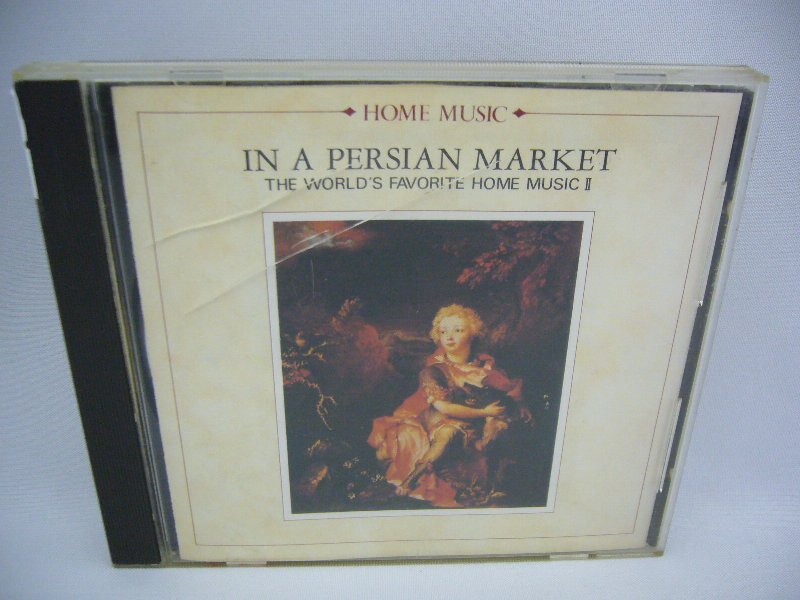 HOME MUSIC
IN A PERSIAN MARKET
THE WORLD'S FAVORITE HOME MUSIC Ⅱ